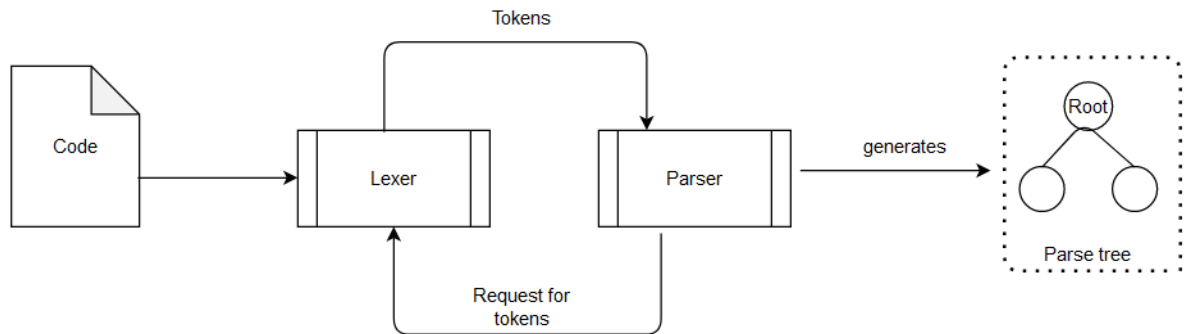 Tokens
Code
Lexer
Parser
generates
Root
Parse tree
Request for
tokens